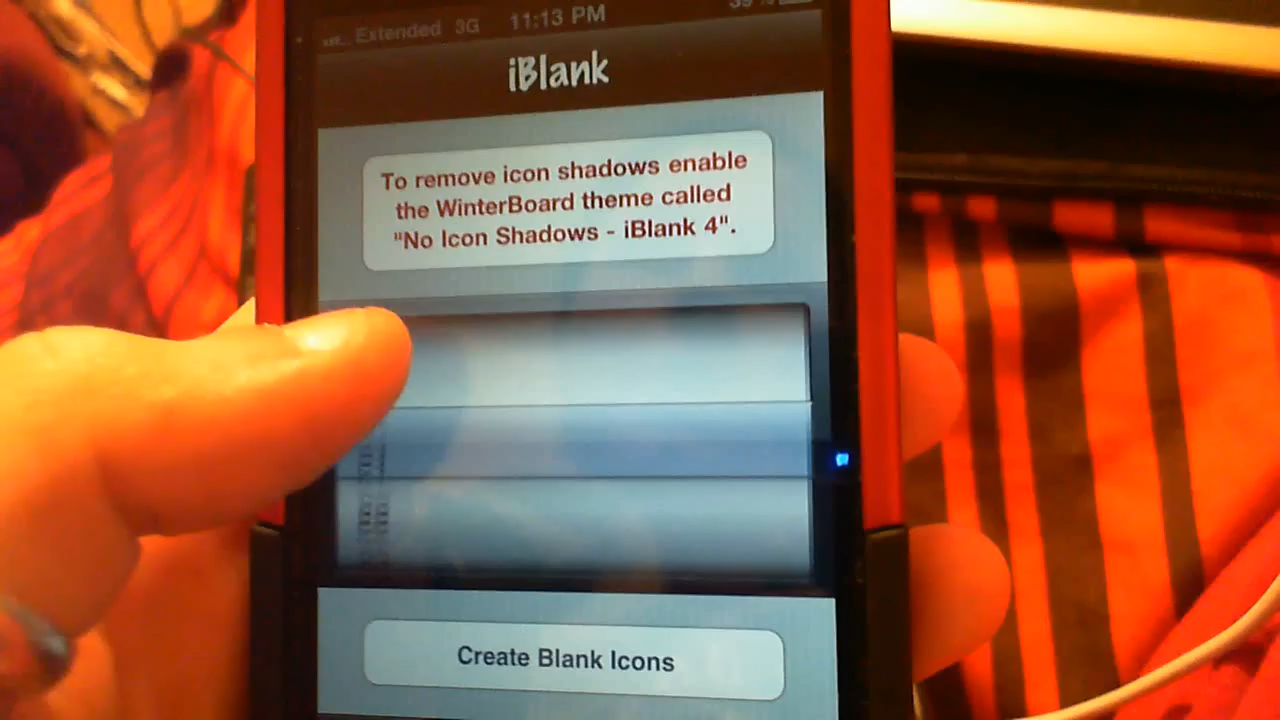 Extended 3G 11:13 PM
iBlank
To remove icon shadows enable
the WinterBoard theme called
"No Icon Shadows - iBlank 4".
Create Blank Icons